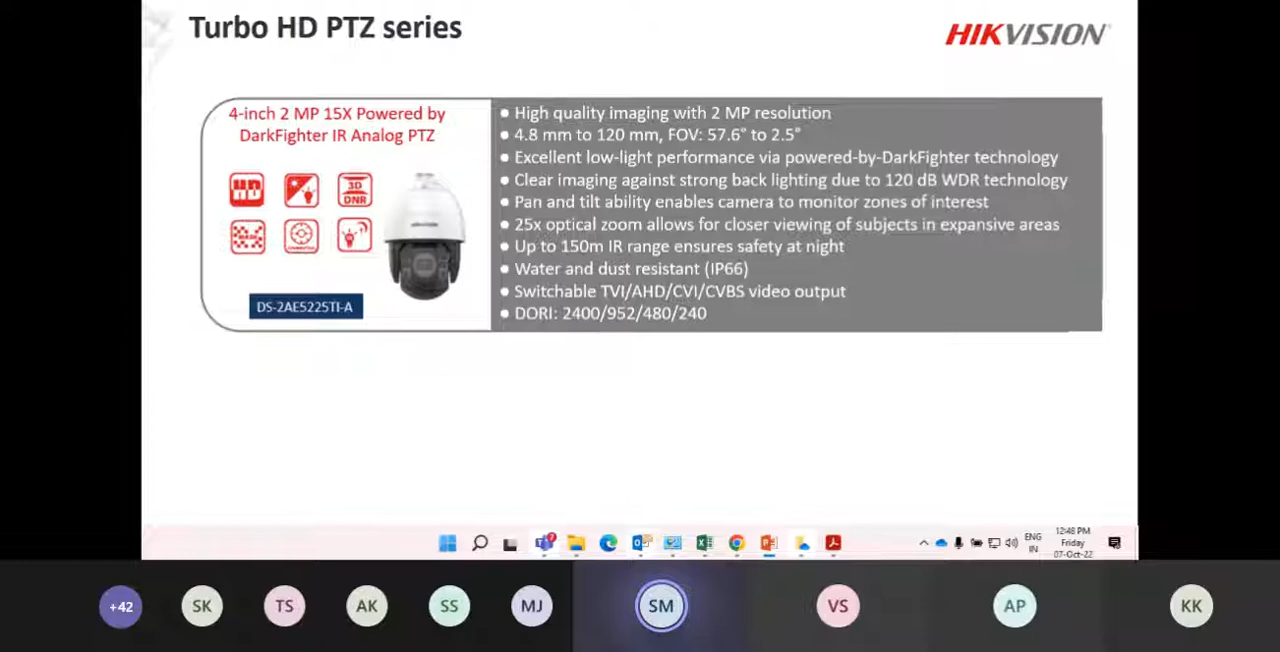 Turbo HD PTZ series
HIKVISION
4-inch 2 MP 15X Powered by
DarkFighter IR Analog PTZ
HD
3D
DNR
DS-2AE5225TI-A
● High quality imaging with 2 MP resolution
● 4.8 mm to 120 mm, FOV: 57.6° to 2.5°
● Excellent low-light performance via powered-by-DarkFighter technology
● Clear imaging against strong back lighting due to 120 dB WDR technology
● Pan and tilt ability enables camera to monitor zones of interest
● 25x optical zoom allows for closer viewing of subjects in expansive areas
● Up to 150m IR range ensures safety at night
● Water and dust resistant (IP66)
● Switchable TVI/AHD/CVI/CVBS video output
● DORI: 2400/952/480/240
ENG
IN
12:48 PM
Friday
07-Oct-22
+42
SK
TS
AK
SS
MJ
SM
VS
AP
KK